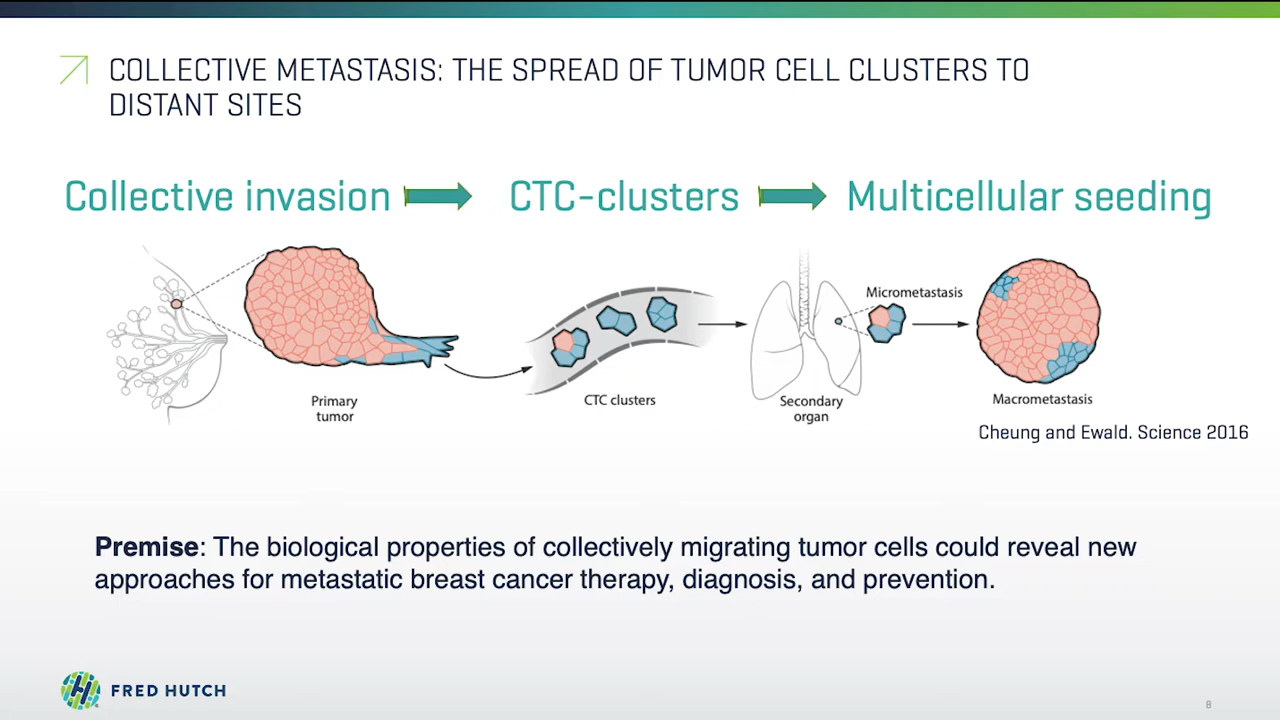 COLLECTIVE METASTASIS: THE SPREAD OF TUMOR CELL CLUSTERS TO
DISTANT SITES
Collective invasion
CTC-clusters
Multicellular seeding
Primary
tumor
CTC clusters
Secondary
organ
Micrometastasis
Macrometastasis
Cheung and Ewald. Science 2016
Premise: The biological properties of collectively migrating tumor cells could reveal new
approaches for metastatic breast cancer therapy, diagnosis, and prevention.
FRED HUTCH
8